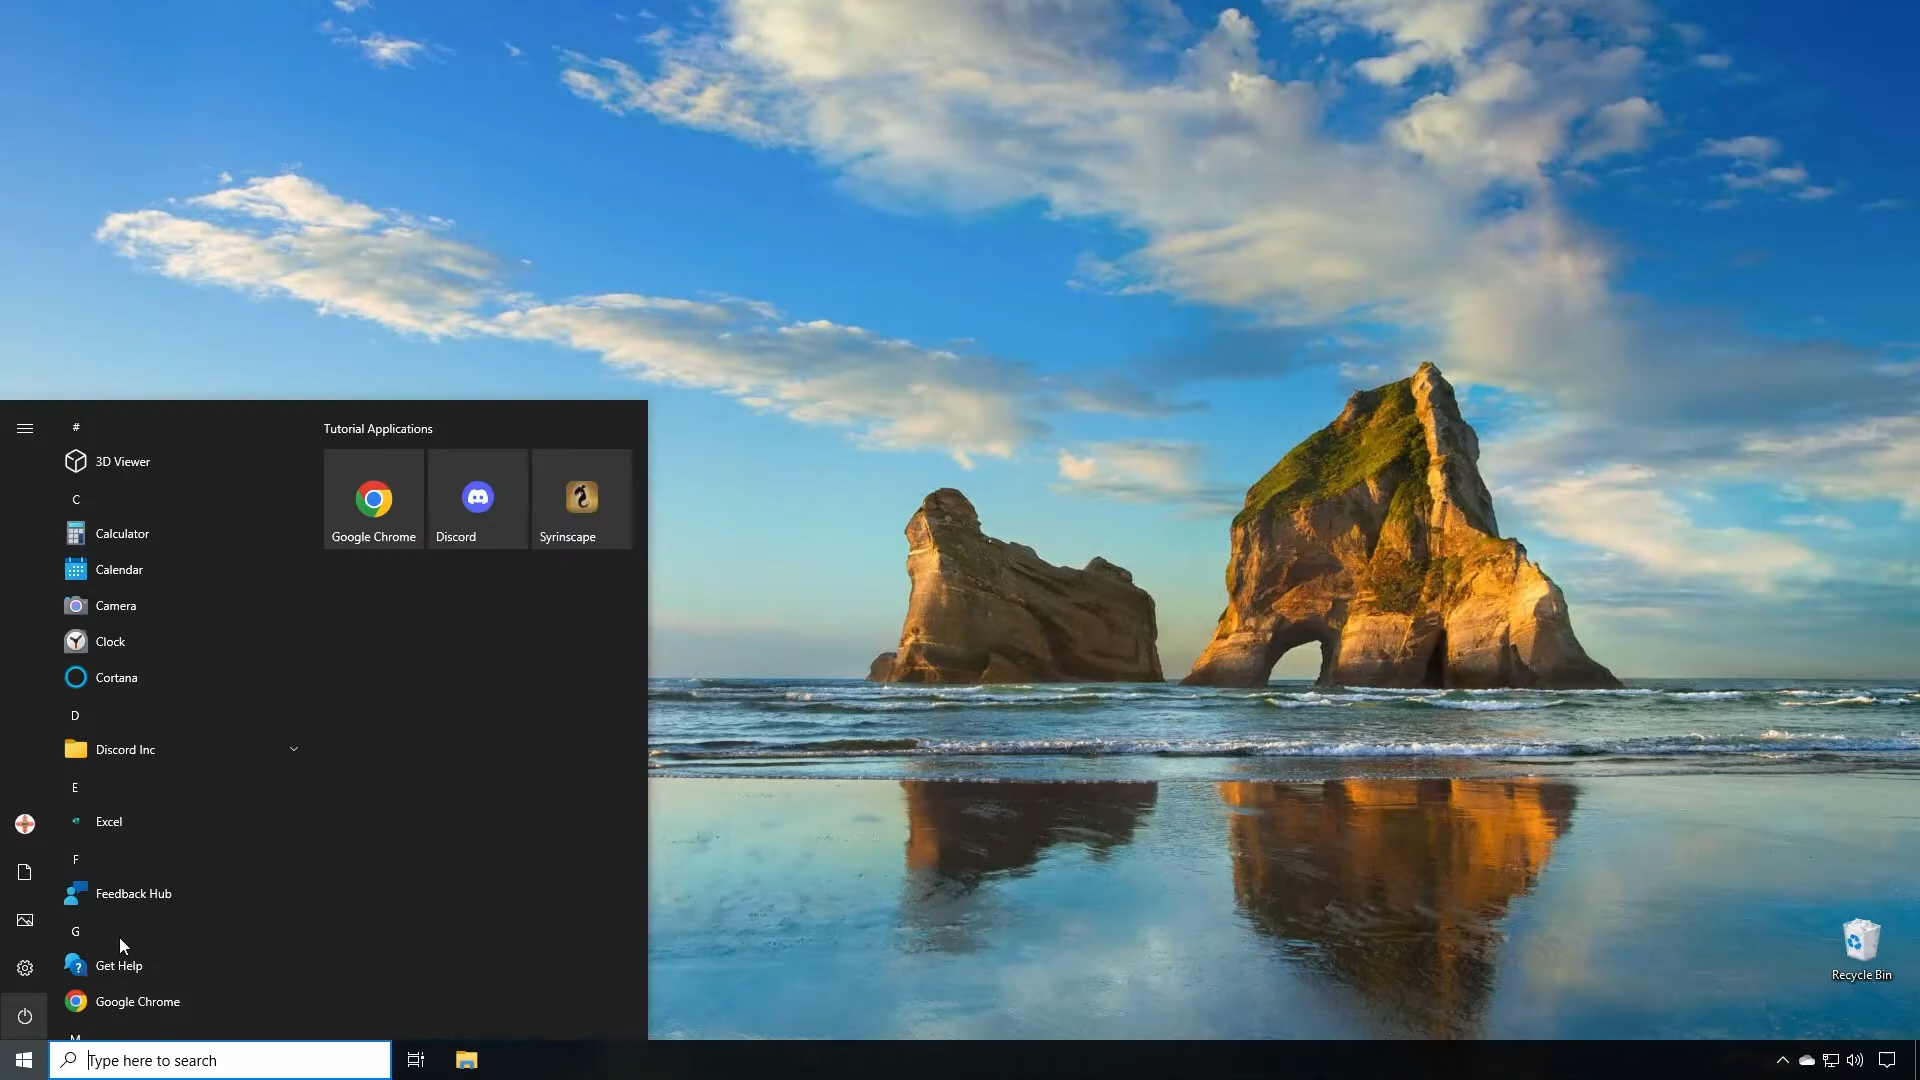 #
3D Viewer
C
Calculator
Calendar
Camera
Clock
Cortana
D
Discord Inc
E
Excel
F
Feedback Hub
G
Get Help
Google Chrome
M
Tutorial Applications
Google Chrome
Discord
Syrinscape
Recycle Bin
Type here to search